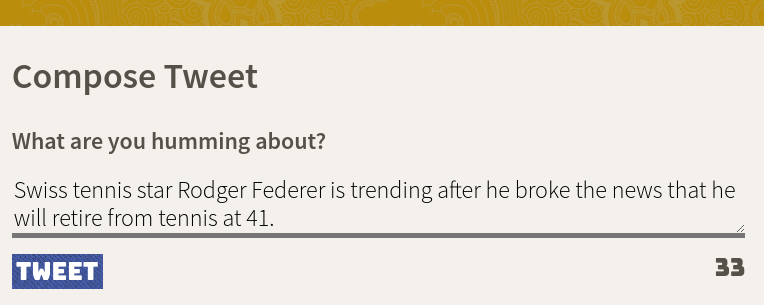 Compose Tweet
What are you humming about?
Swiss tennis star Rodger Federer is trending after he broke the news that he
will retire from tennis at 41.
TWEET
33